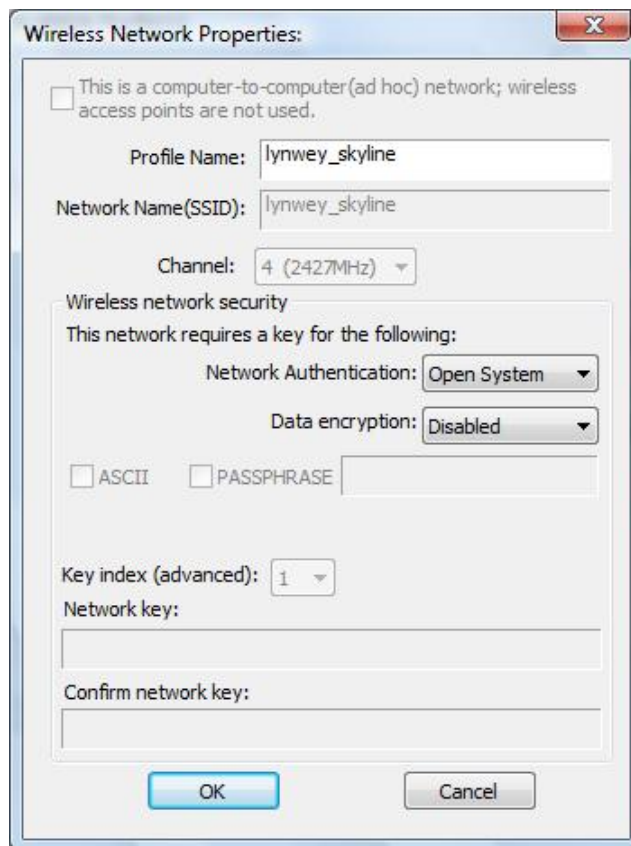 Wireless Network Properties:
This is a computer-to-computer(ad hoc) network; wireless
access points are not used.
Profile Name: lynwey_skyline
Network Name(SSID): lynwey_skyline
Channel: 4 (2427MHz)
Wireless network security
This network requires a key for the following:
Network Authentication: Open System
Data encryption: Disabled
ASCII PASSPHRASE
Key index (advanced): 1
Network key:
Confirm network key:
OK Cancel